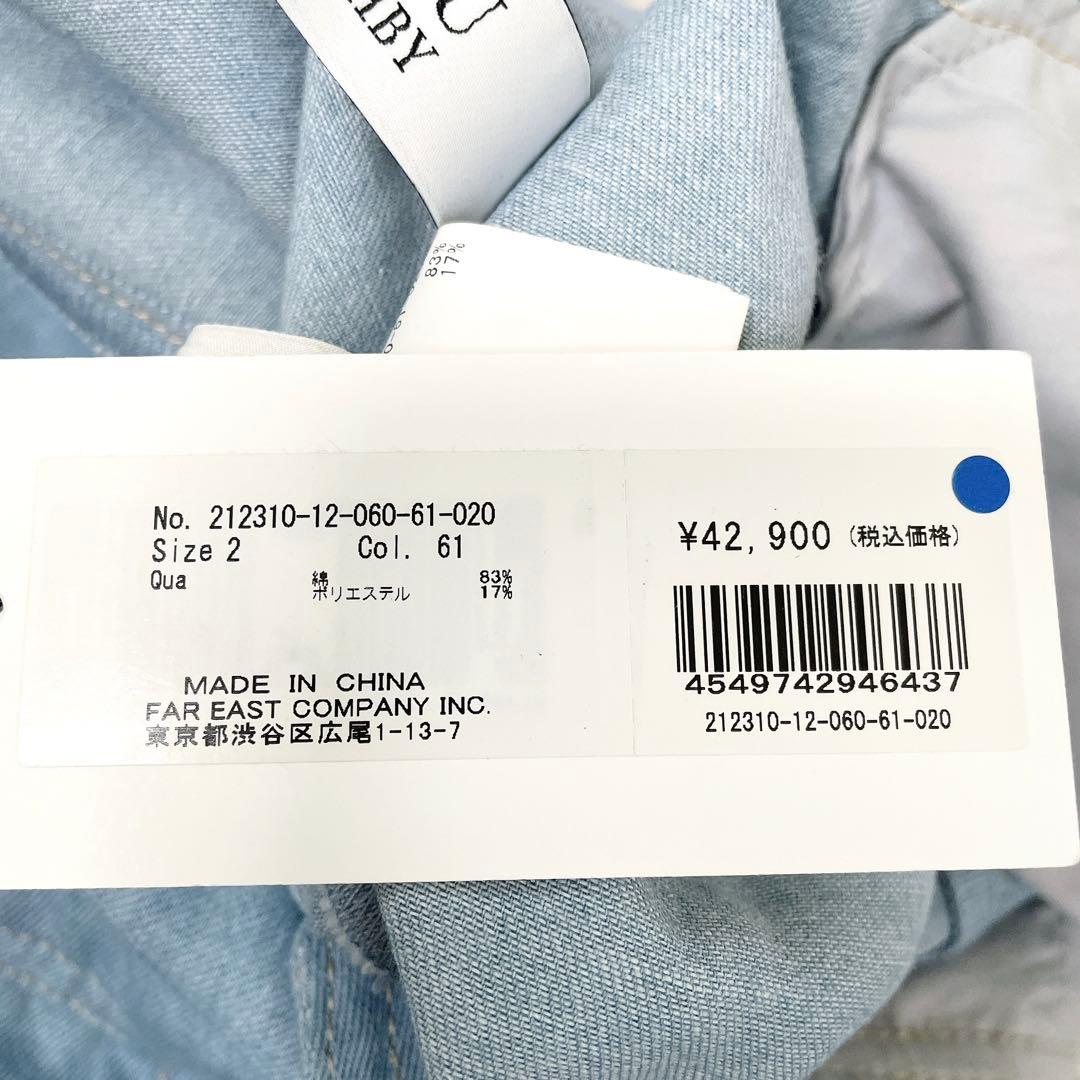 U
HBY
83%
17%
No. 212310-12-060-61-020
Size 2 Col. 61
Qua 綿 83%
ポリエステル 17%
MADE IN CHINA
FAR EAST COMPANY INC.
東京都渋谷区広尾1-13-7
¥42,900 (税込価格)
4549742946437
212310-12-060-61-020